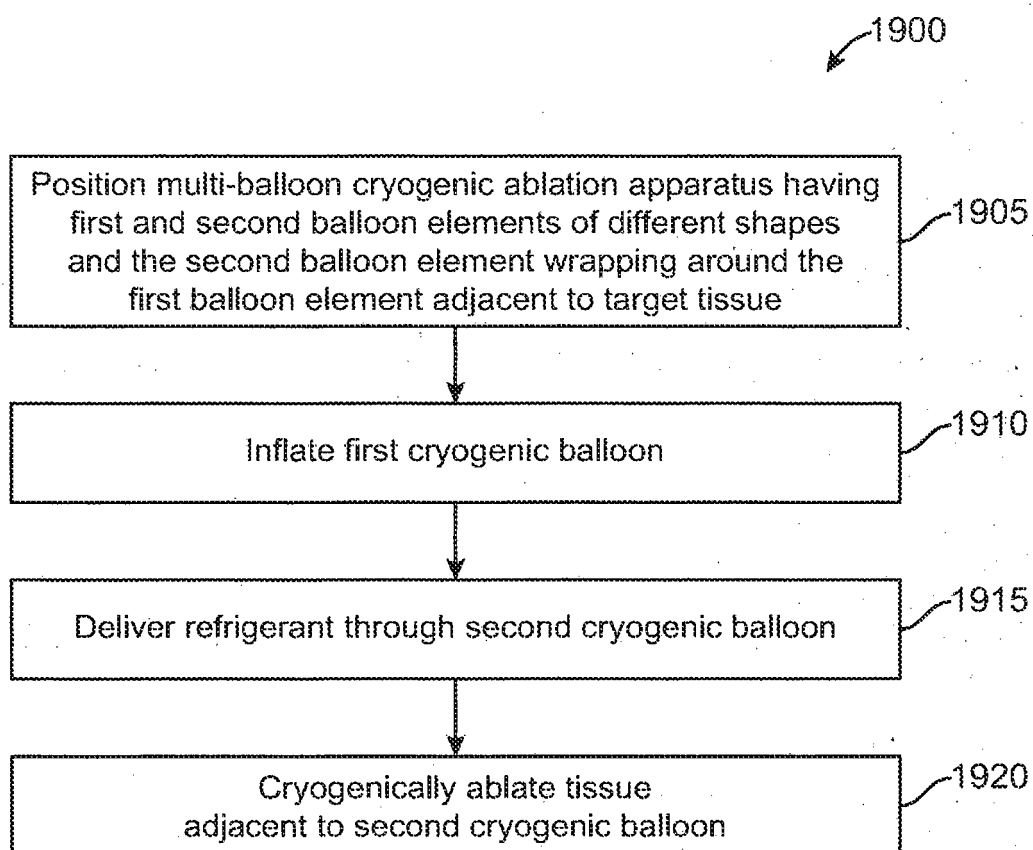 1900
Position multi-balloon cryogenic ablation apparatus having
first and second balloon elements of different shapes
and the second balloon element wrapping around the
first balloon element adjacent to target tissue
1905
Inflate first cryogenic balloon
1910
Deliver refrigerant through second cryogenic balloon
1915
Cryogenically ablate tissue
adjacent to second cryogenic balloon
1920